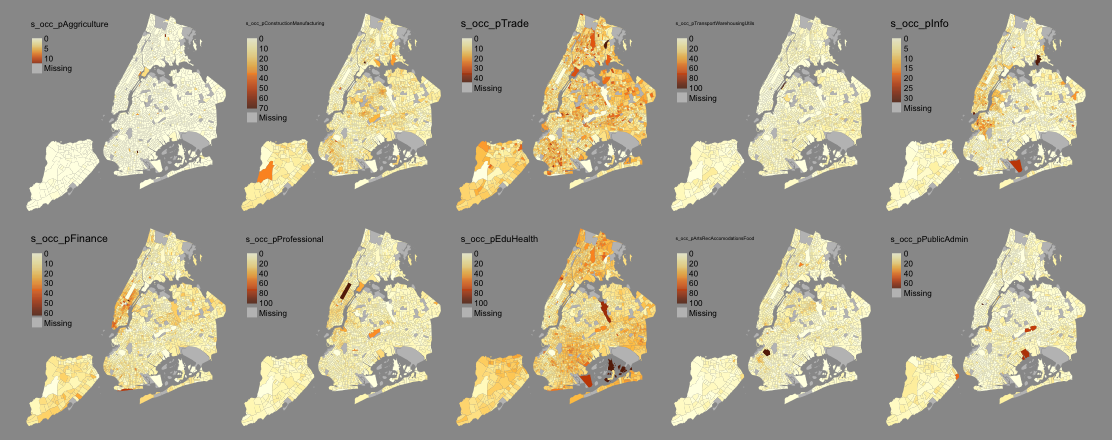 s_occ_pAggriculture
0
5
10
Missing
s_occ_pConstructionManufacturing
0
10
20
30
40
50
60
70
Missing
s_occ_pTrade
0
10
20
30
40
Missing
s_occ_pTransportWarehousingUtils
0
20
40
60
80
100
Missing
s_occ_pInfo
0
5
10
15
20
25
30
Missing
s_occ_pFinance
0
10
20
30
40
50
60
Missing
s_occ_pProfessional
0
20
40
60
80
100
Missing
s_occ_pEduHealth
0
20
40
60
80
100
Missing
s_occ_pArtsRecAccomodationsFood
0
20
40
60
80
100
Missing
s_occ_pPublicAdmin
0
20
40
60
Missing